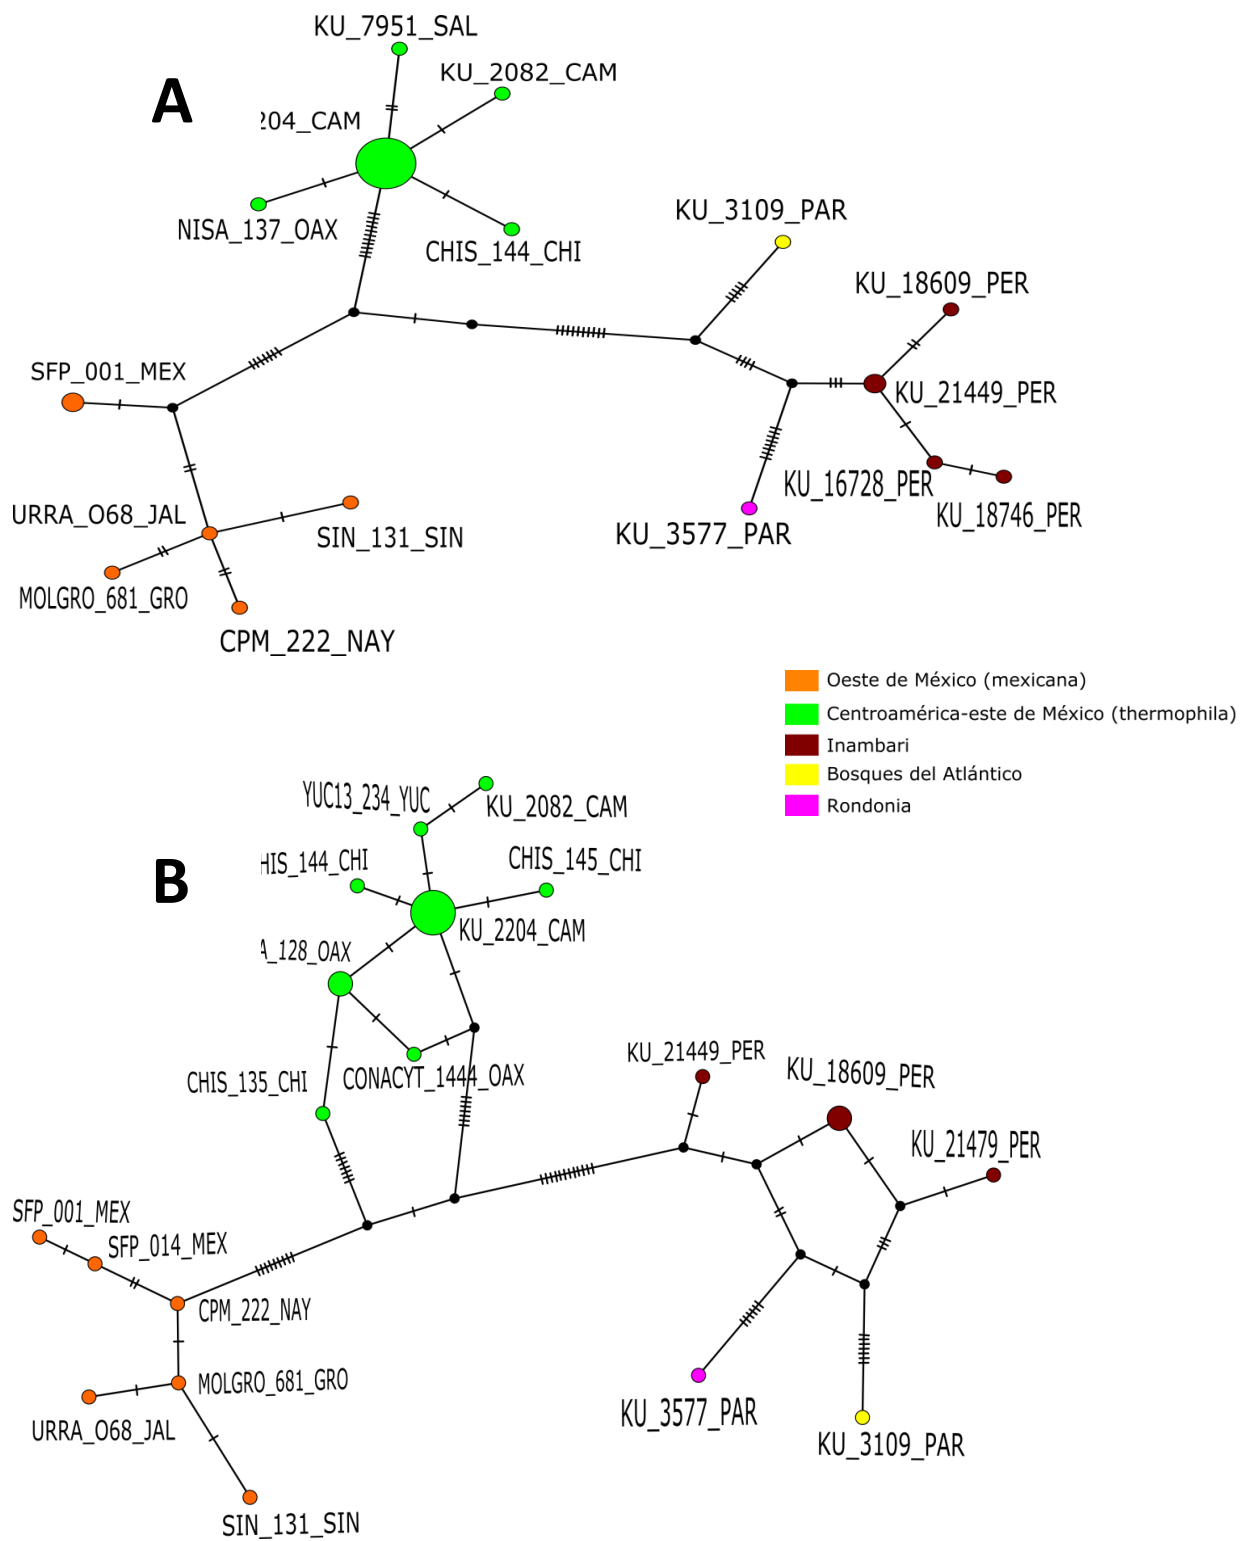 KU_7951_SAL
A
KU_2082_CAM
204_CAM
KU_3109_PAR
NISA_137_OAX
CHIS_144_CHI
KU_18609_PER
SFP_001_MEX
KU_21449_PER
KU_16728_PER
URRA_O68_JAL
KU_18746_PER
SIN_131_SIN
KU_3577_PAR
MOLGRO_681_GRO
CPM_222_NAY
Oeste de México (mexicana)
Centroamérica-este de México (thermophila)
Inambari
Bosques del Atlántico
Rondonia
YUC13_234_YUC
KU_2082_CAM
B
HIS_144_CHI
CHIS_145_CHI
KU_2204_CAM
A_128_OAX
KU_21449_PER
KU_18609_PER
CHIS_135_CHI
CONACYT_1444_OAX
KU_21479_PER
SFP_001_MEX
SFP_014_MEX
CPM_222_NAY
MOLGRO_681_GRO
KU_3577_PAR
URRA_O68_JAL
KU_3109_PAR
SIN_131_SIN